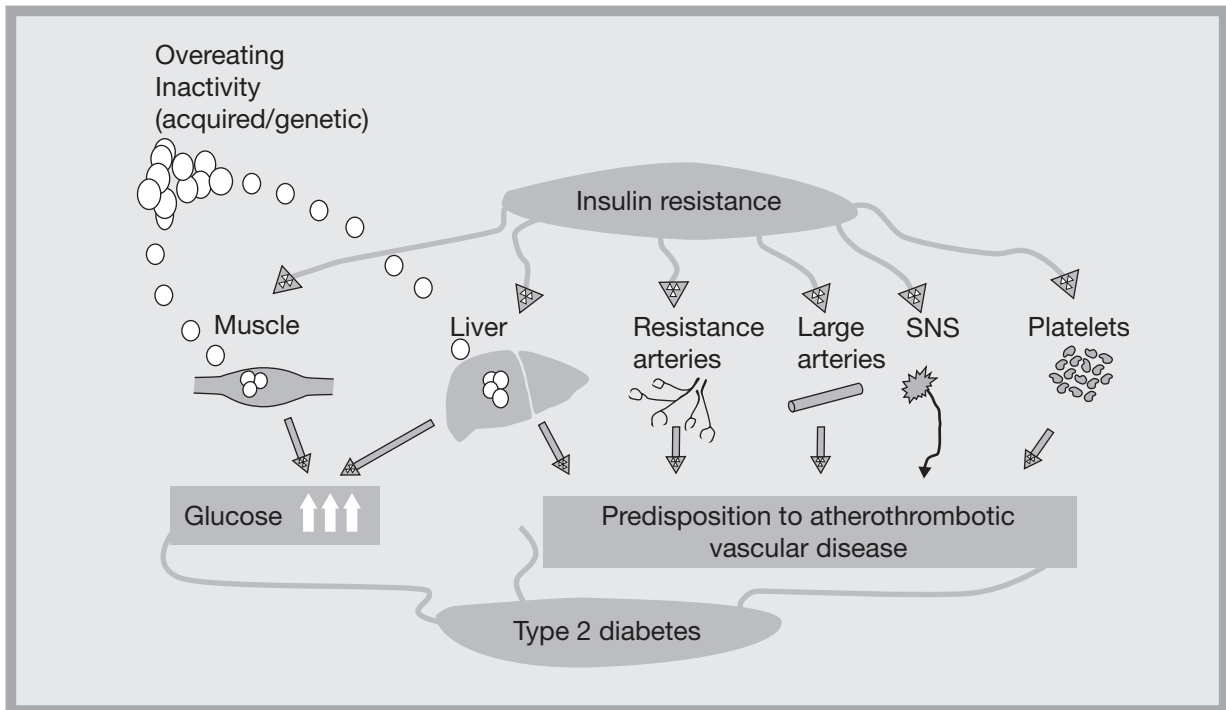 Overeating
Inactivity
(acquired/genetic)
Insulin resistance
Muscle
Liver
Resistance
arteries
Large
arteries
SNS
Platelets
Glucose
Predisposition to atherothrombotic
vascular disease
Type 2 diabetes